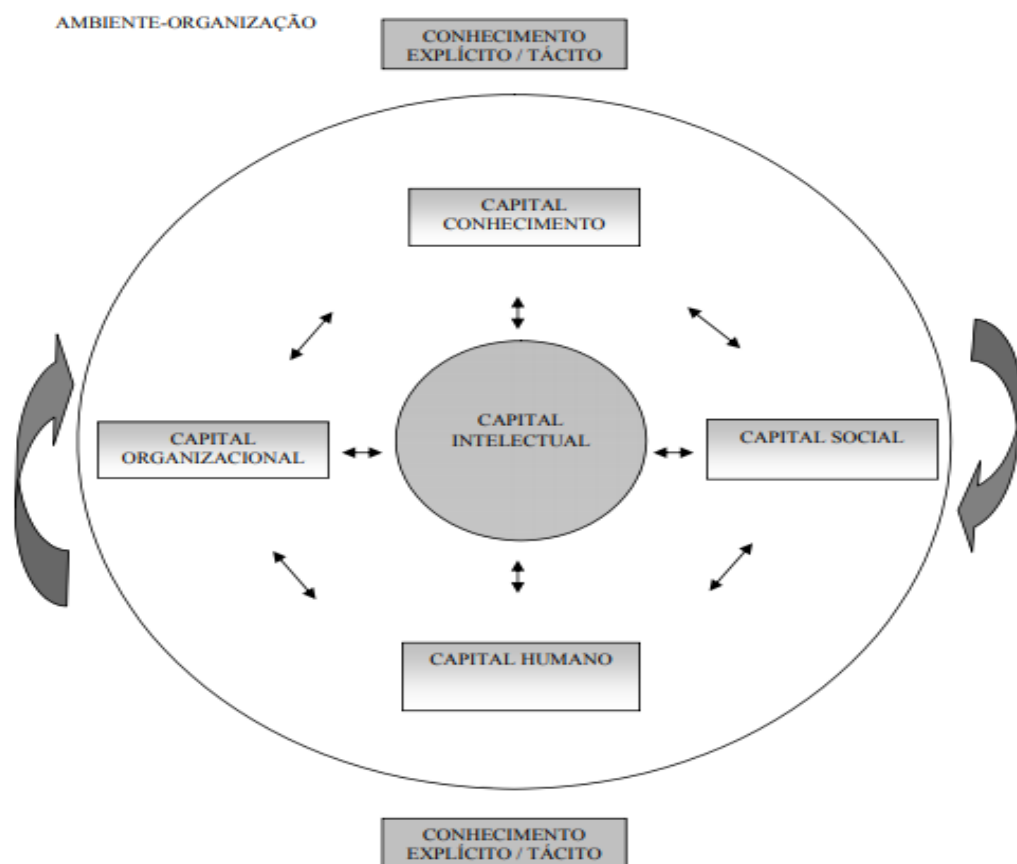 AMBIENTE-ORGANIZAÇÃO
CONHECIMENTO
EXPLÍCITO / TÁCITO
CAPITAL
CONHECIMENTO
CAPITAL
ORGANIZACIONAL
CAPITAL
INTELECTUAL
CAPITAL SOCIAL
CAPITAL HUMANO
CONHECIMENTO
EXPLÍCITO / TÁCITO